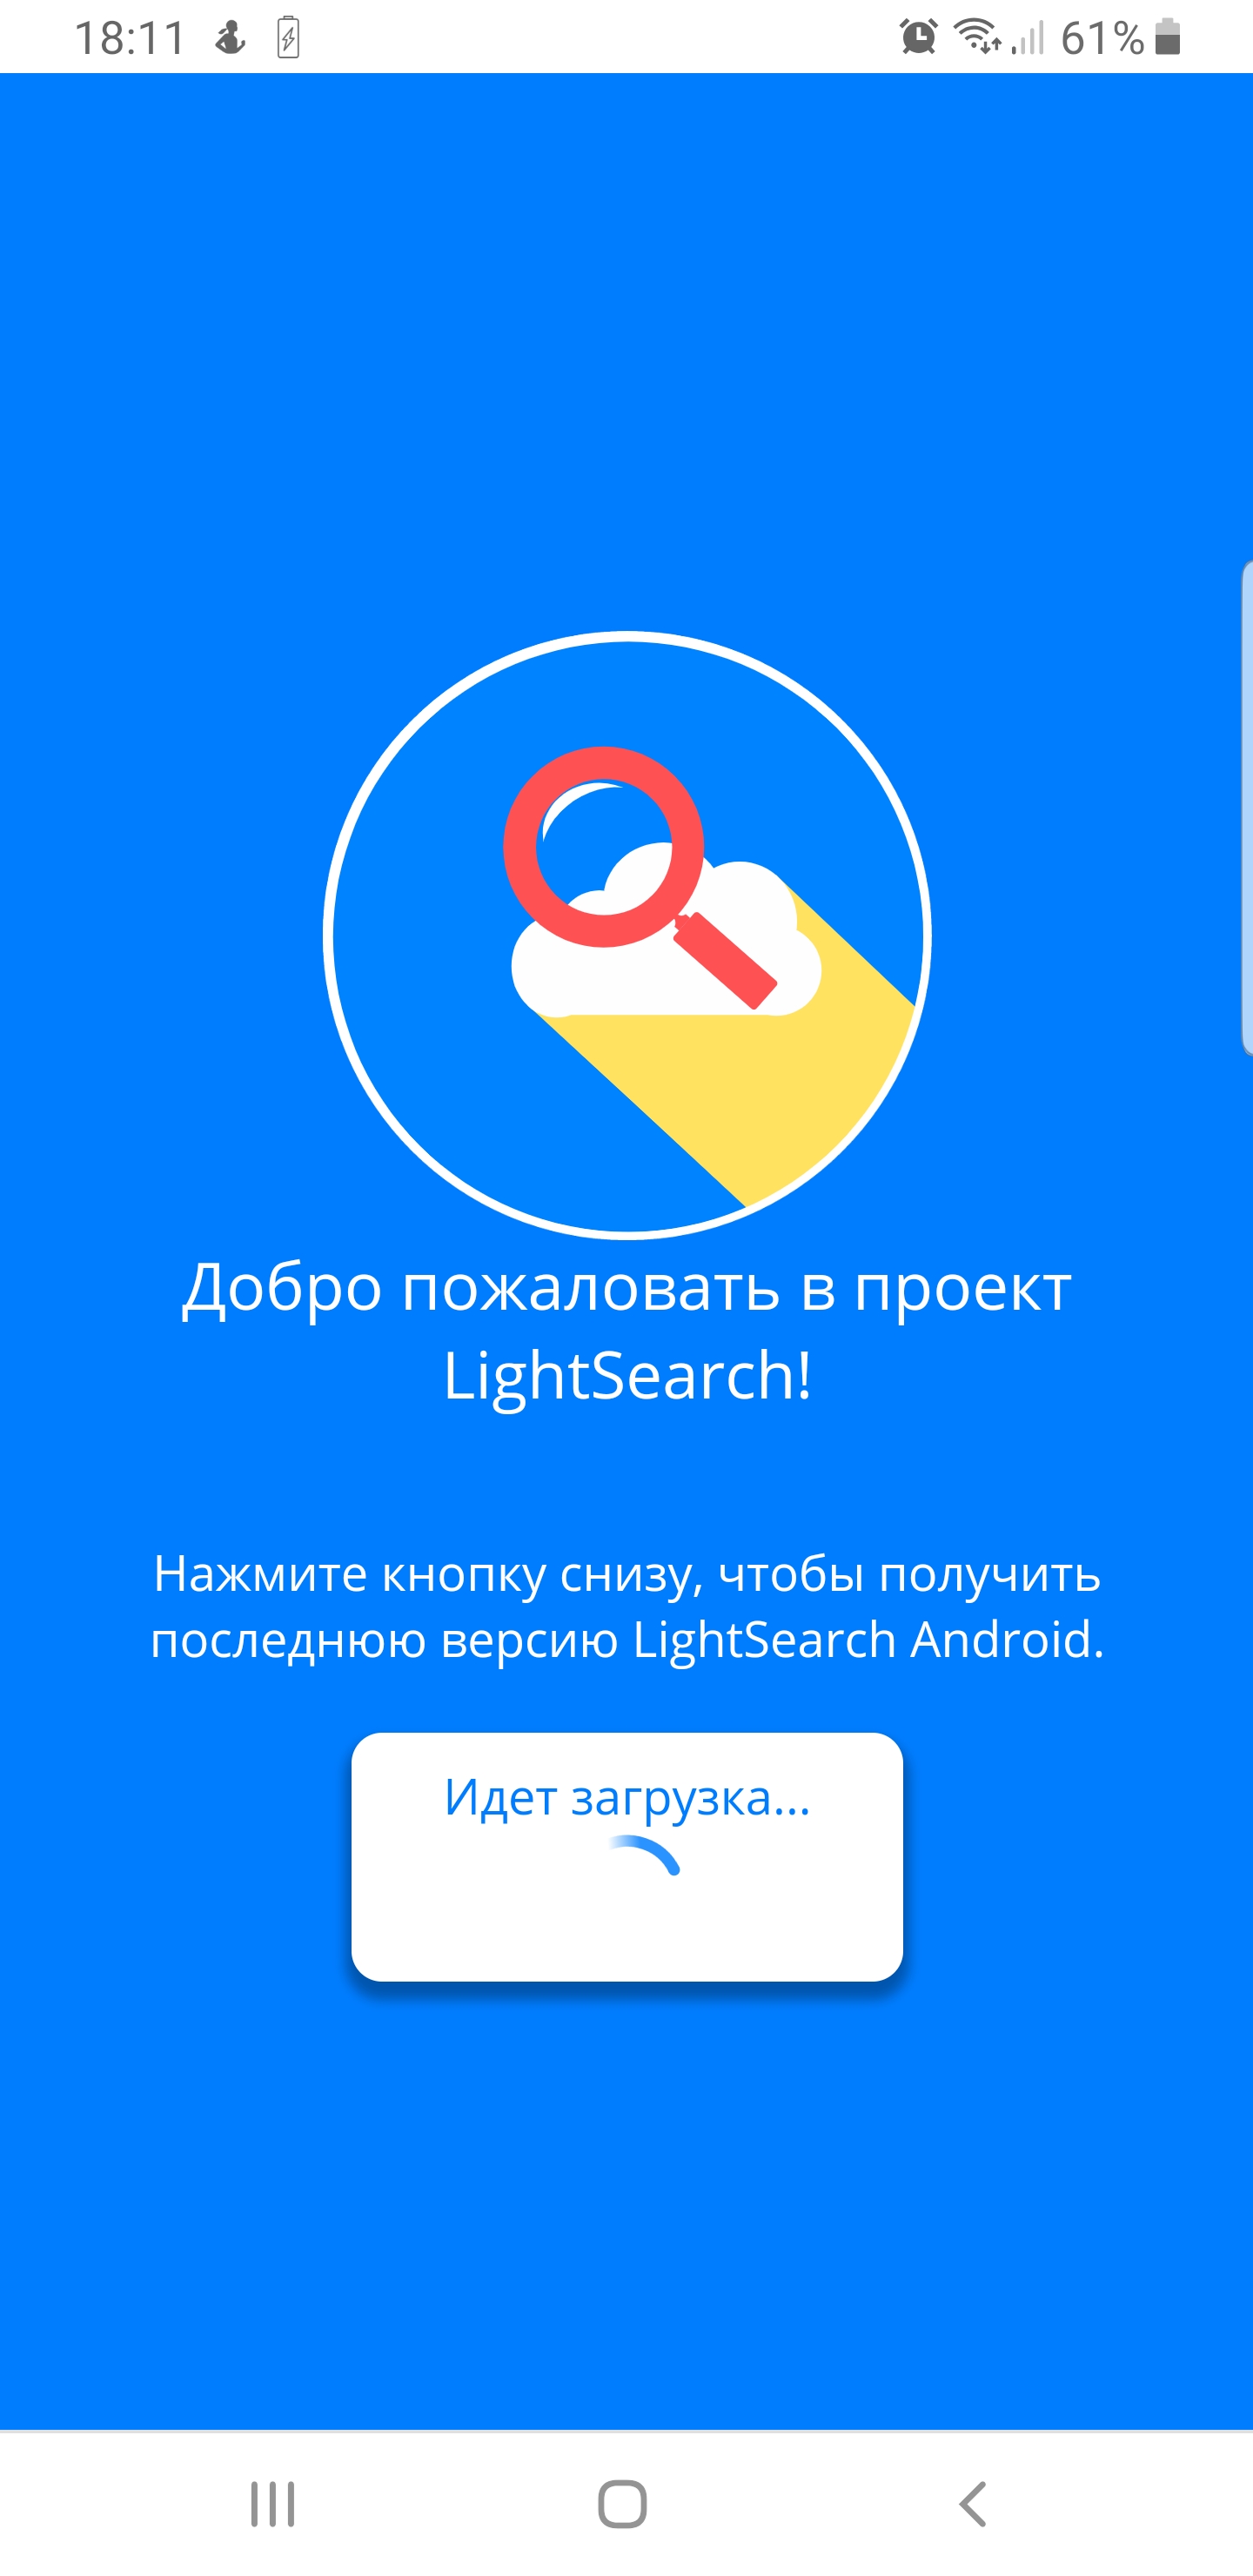 18:11
61%
Добро пожаловать в проект
LightSearch!
Нажмите кнопку снизу, чтобы получить
последнюю версию LightSearch Android.
Идет загрузка...